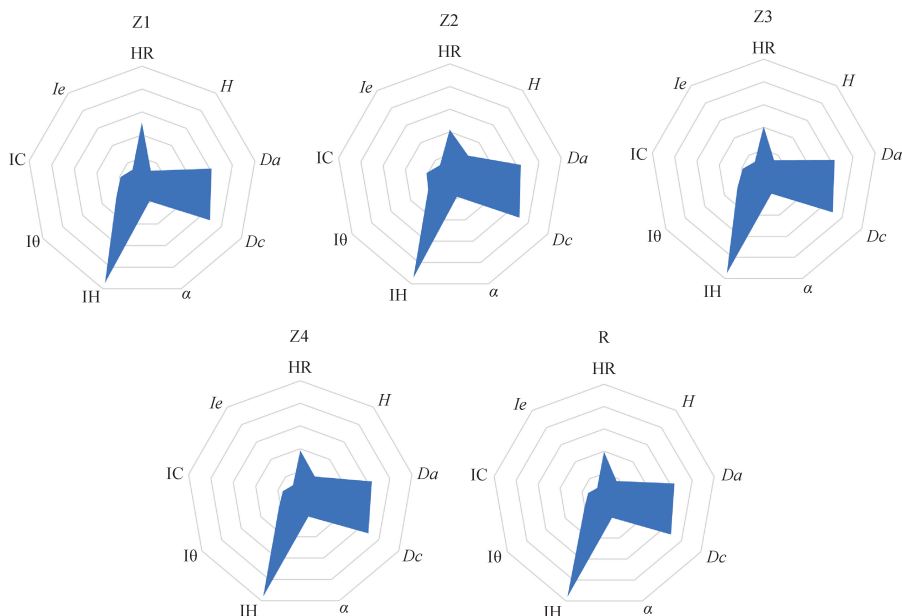 Z1
HR
H
Da
Dc
α
IH
Iθ
IC
Ie
Z2
HR
H
Da
Dc
α
IH
Iθ
IC
Ie
Z3
HR
H
Da
Dc
α
IH
Iθ
IC
Ie
Z4
HR
H
Da
Dc
α
IH
Iθ
IC
Ie
R
HR
H
Da
Dc
α
IH
Iθ
IC
Ie